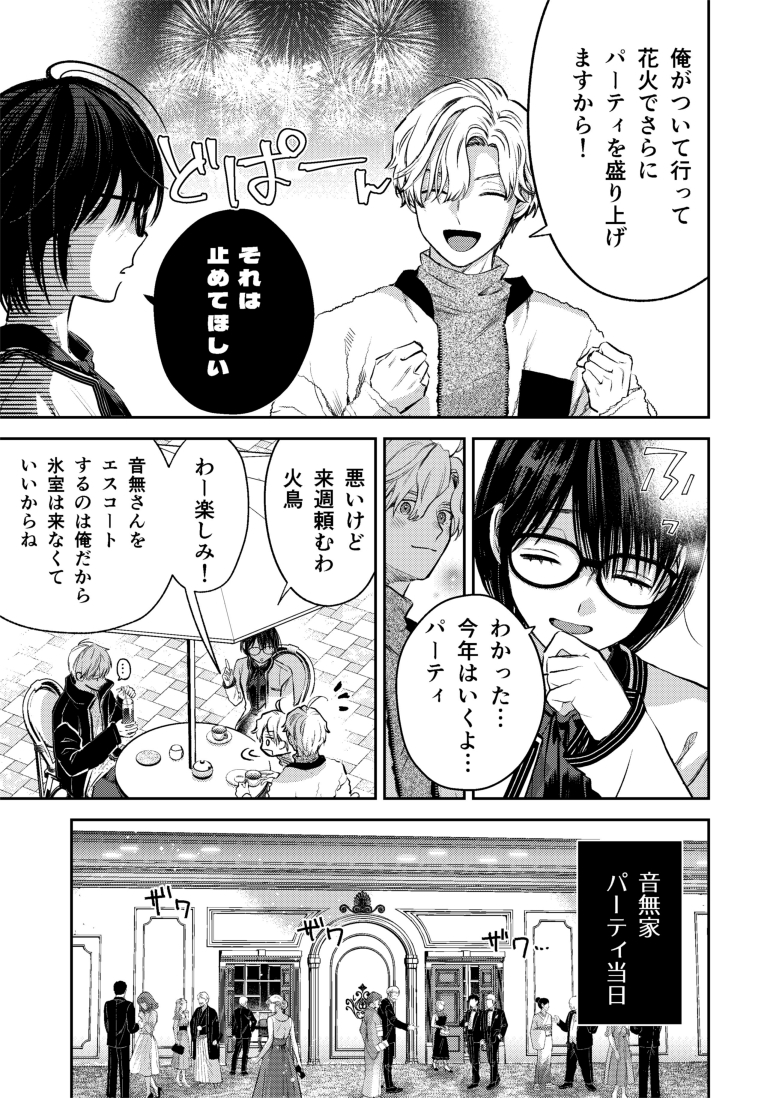 俺がついて行って
花火でさらに
パーティを盛り上げ
ますから！
どぱーん
それは
止めてほしい
ふふ
わかった…
今年はいくよ…
パーティ
悪いけど
来週頼むわ
火鳥
わー楽しみ！
音無さんを
エスコート
するのは俺だから
氷室は来なくて
いいからね
…
音無家
パーティ当日
ザワ…
ザワ
ザワ